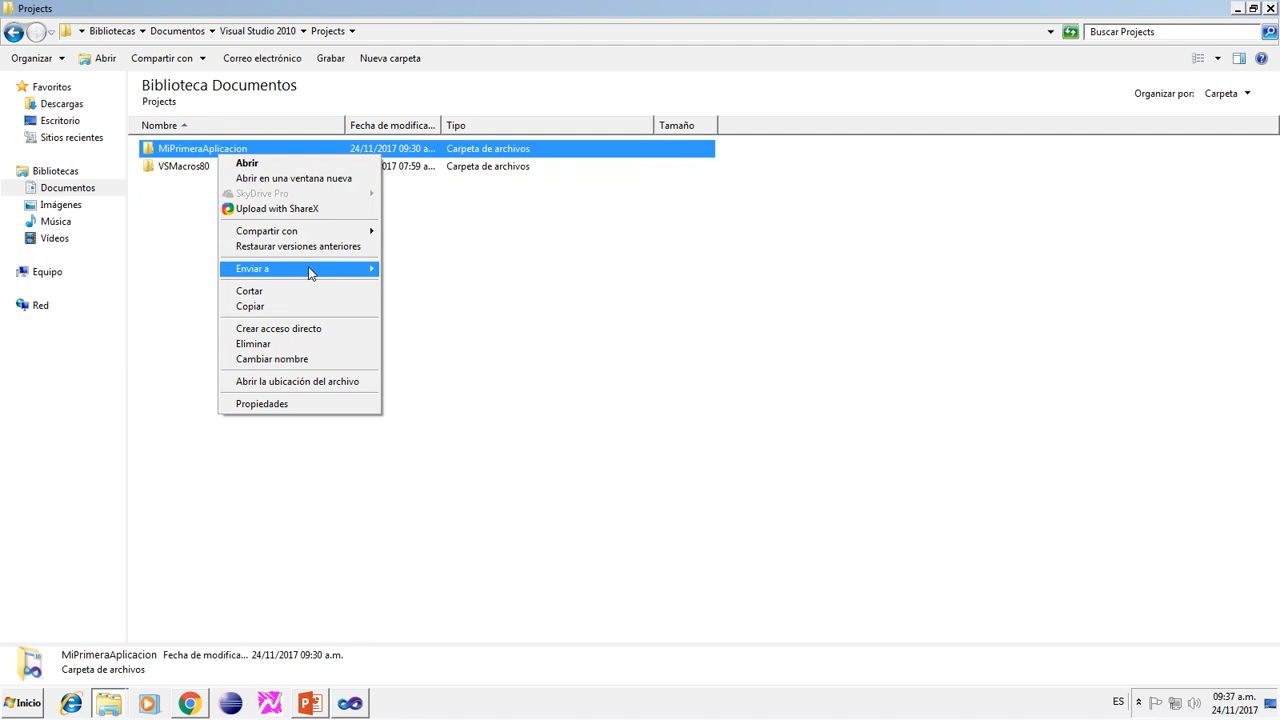 Projects
Bibliotecas Documentos Visual Studio 2010 Projects
Buscar Projects
Organizar Abrir Compartir con Correo electrónico Grabar Nueva carpeta
Favoritos
Descargas
Escritorio
Sitios recientes
Bibliotecas
Documentos
Imágenes
Música
Vídeos
Equipo
Red
Biblioteca Documentos
Projects
Organizar por: Carpeta
Nombre Fecha de modifica... Tipo Tamaño
MiPrimeraAplicacion 24/11/2017 09:30 a... Carpeta de archivos
VSMacros80 07:59 a... Carpeta de archivos
Abrir
Abrir en una ventana nueva
SkyDrive Pro
Upload with ShareX
Compartir con
Restaurar versiones anteriores
Enviar a
Cortar
Copiar
Crear acceso directo
Eliminar
Cambiar nombre
Abrir la ubicación del archivo
Propiedades
MiPrimeraAplicacion Fecha de modifica... 24/11/2017 09:30 a.m.
Carpeta de archivos
Inicio
ES
09:37 a.m.
24/11/2017